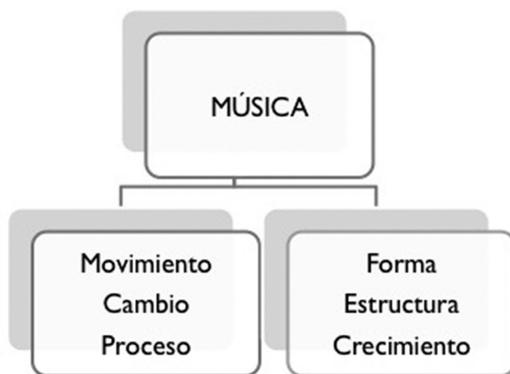 MÚSICA
Movimiento
Cambio
Proceso
Forma
Estructura
Crecimiento